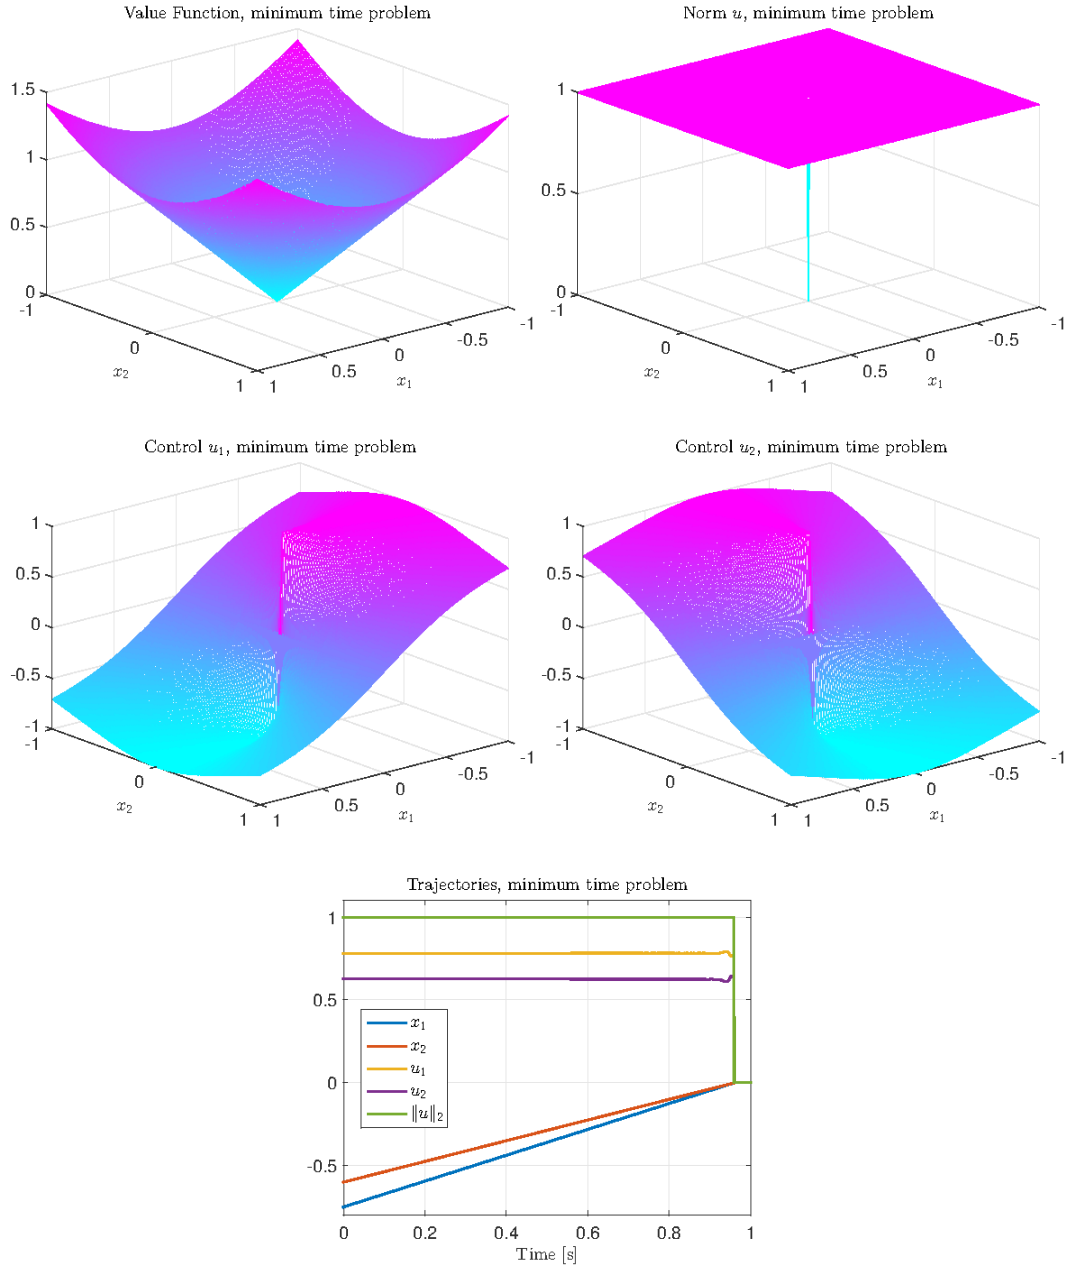 Value Function, minimum time problem
1.5
1
0.5
0
-1
0
1
x₂
1
0.5
0
-0.5
-1
x₁
Norm u, minimum time problem
1
0.5
0
-1
0
1
x₂
1
0.5
0
-0.5
-1
x₁
Control u₁, minimum time problem
1
0.5
0
-0.5
-1
-1
0
1
x₂
1
0.5
0
-0.5
-1
x₁
Control u₂, minimum time problem
1
0.5
0
-0.5
-1
-1
0
1
x₂
1
0.5
0
-0.5
-1
x₁
Trajectories, minimum time problem
1
0.5
0
-0.5
x₁
x₂
u₁
u₂
‖u‖₂
0 0.2 0.4 0.6 0.8 1
Time [s]